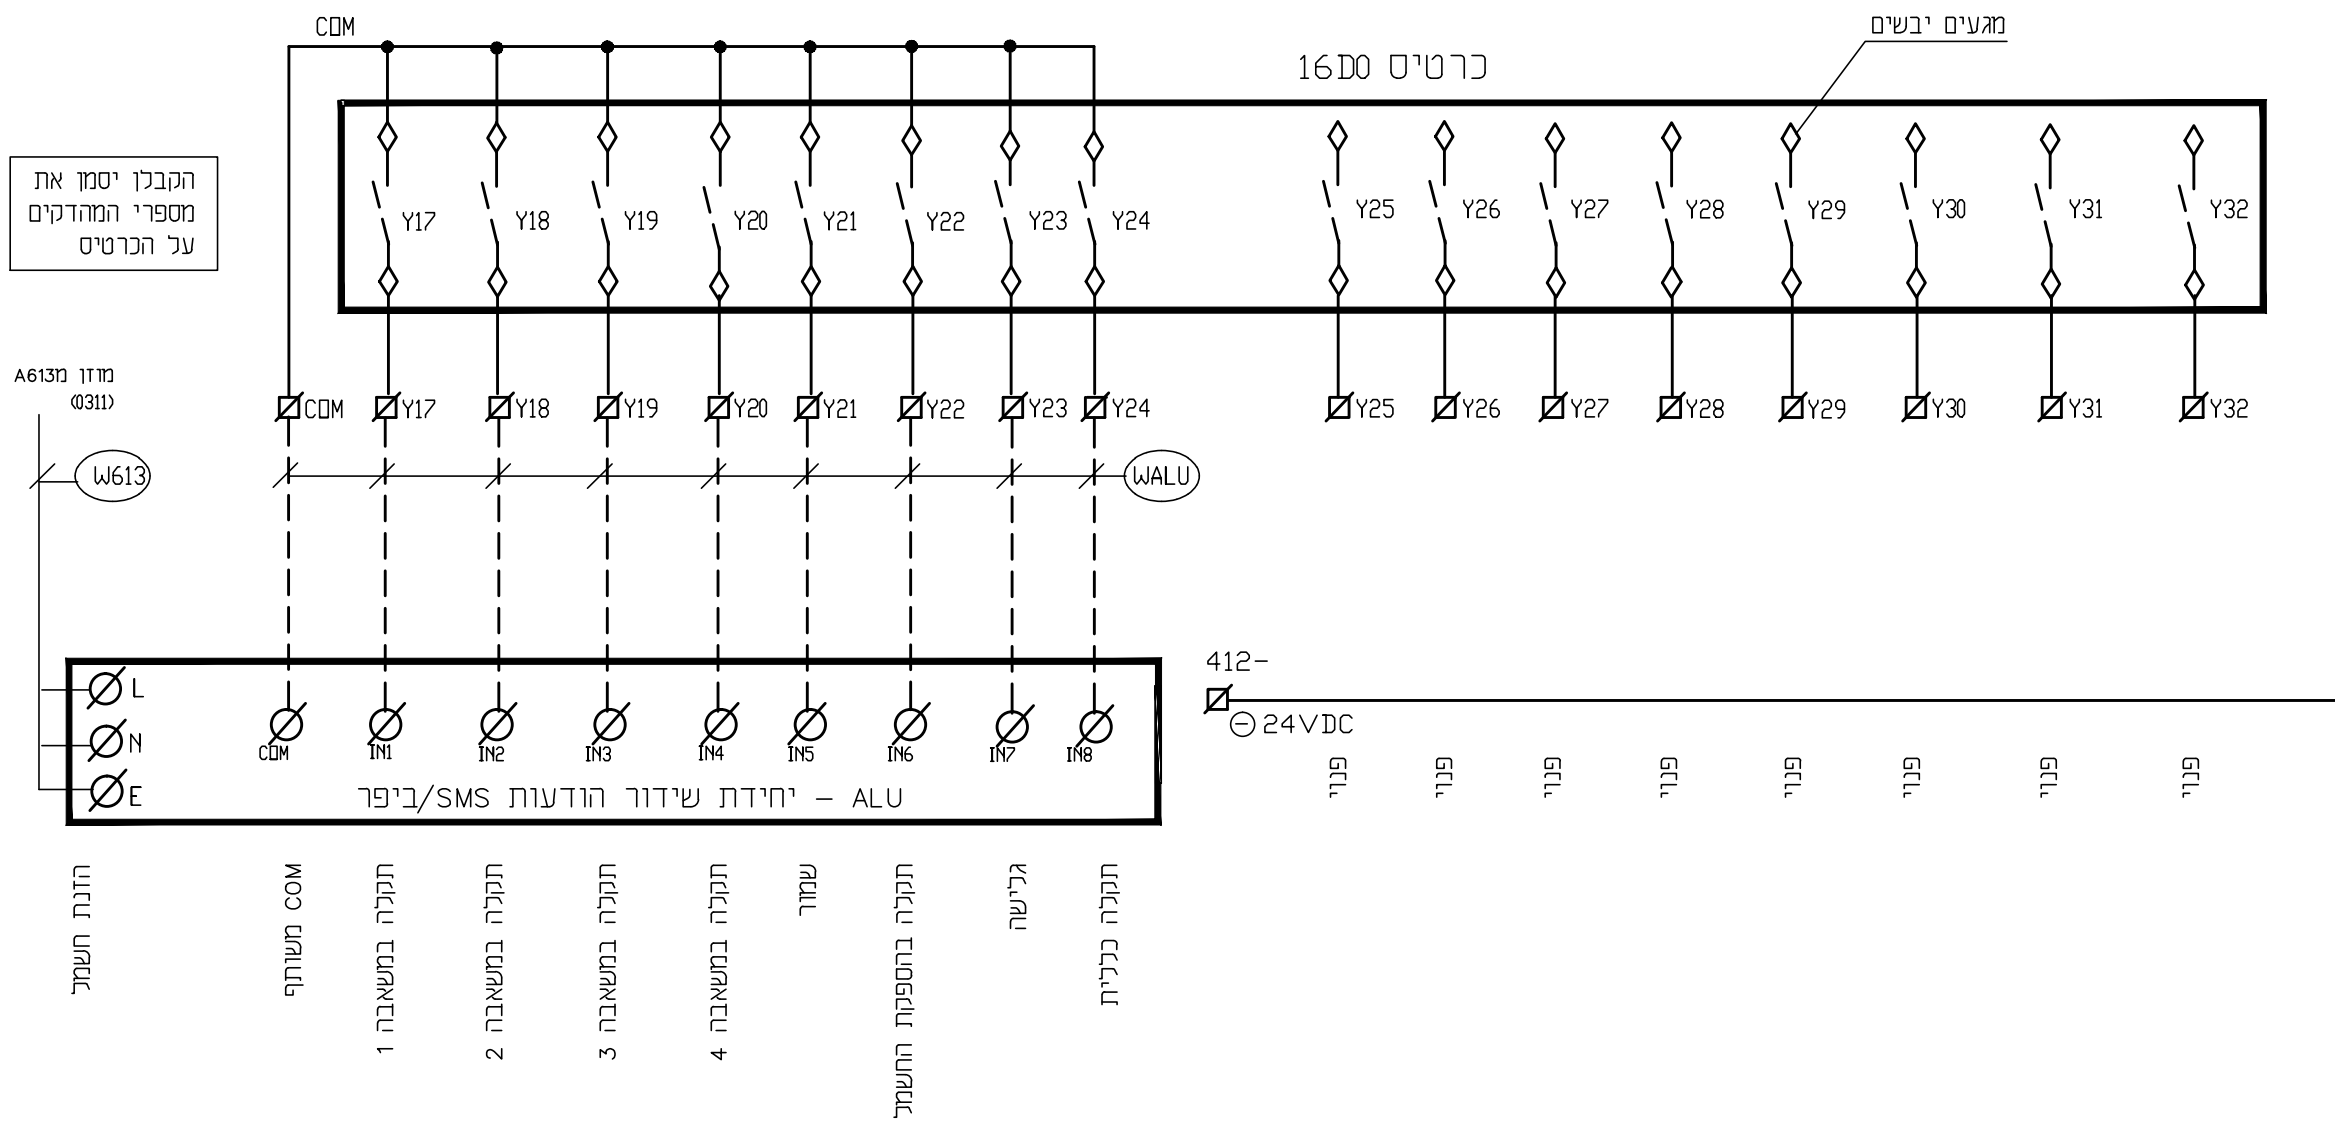 COM
מגעים יבשים
כרטיס 16DO
הקבלן יסמן את
מספרי המהדקים
על הכרטיס
Y17 Y18 Y19 Y20 Y21 Y22 Y23 Y24 Y25 Y26 Y27 Y28 Y29 Y30 Y31 Y32
מוזן מA613
(0311)
COM Y17 Y18 Y19 Y20 Y21 Y22 Y23 Y24 Y25 Y26 Y27 Y28 Y29 Y30 Y31 Y32
W613
WALU
L
N
E
COM IN1 IN2 IN3 IN4 IN5 IN6 IN7 IN8
ALU – יחידת שידור הודעות SMS/ביפר
412-
24VDC
פנוי
פנוי
פנוי
פנוי
פנוי
פנוי
פנוי
פנוי
הזנת חשמל
COM משותף
תקלה במשאבה 1
תקלה במשאבה 2
תקלה במשאבה 3
תקלה במשאבה 4
שמור
תקלה בהספקת החשמל
גלישה
תקלה כללית